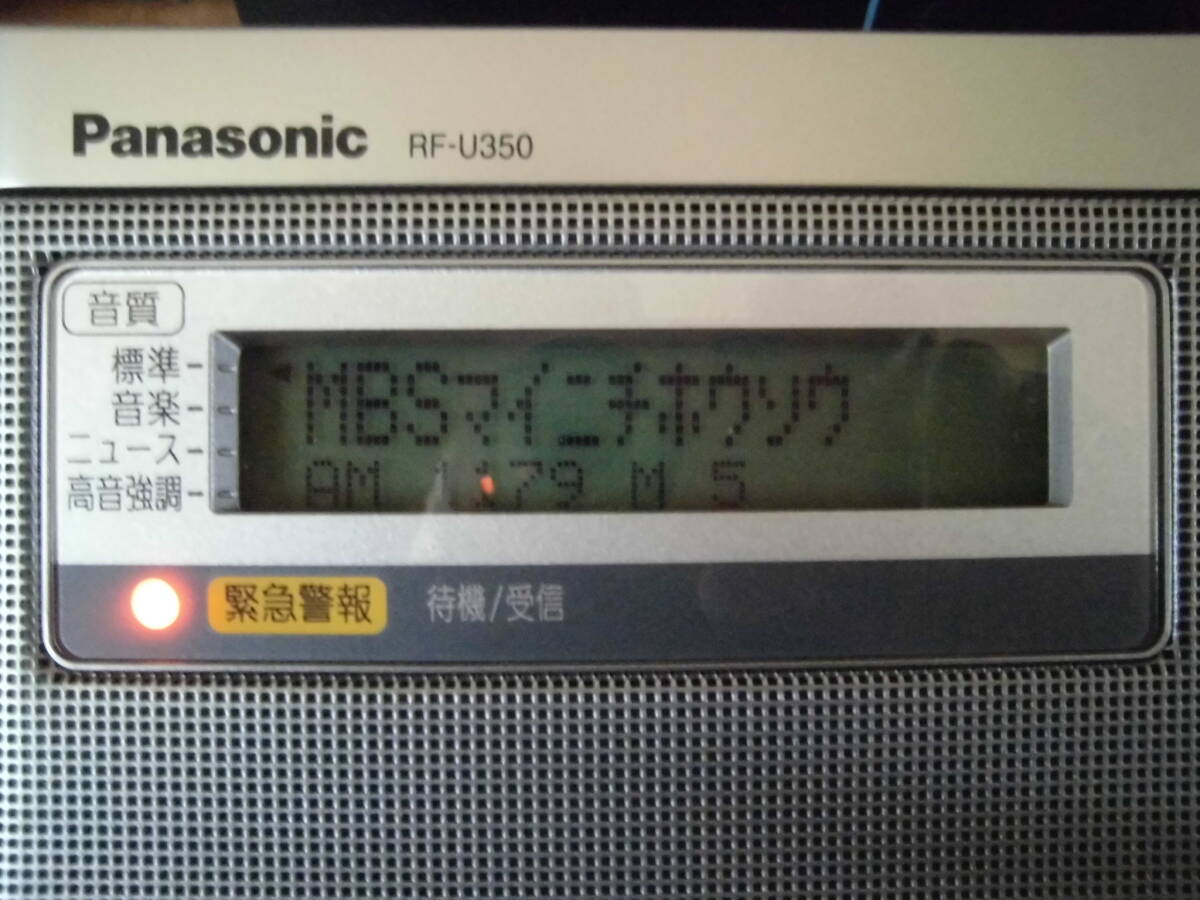 Panasonic RF-U350
音質
標準
音楽
ニュース
高音強調
MBSマイニチホウソウ
AM 1179 M 5
緊急警報 待機/受信